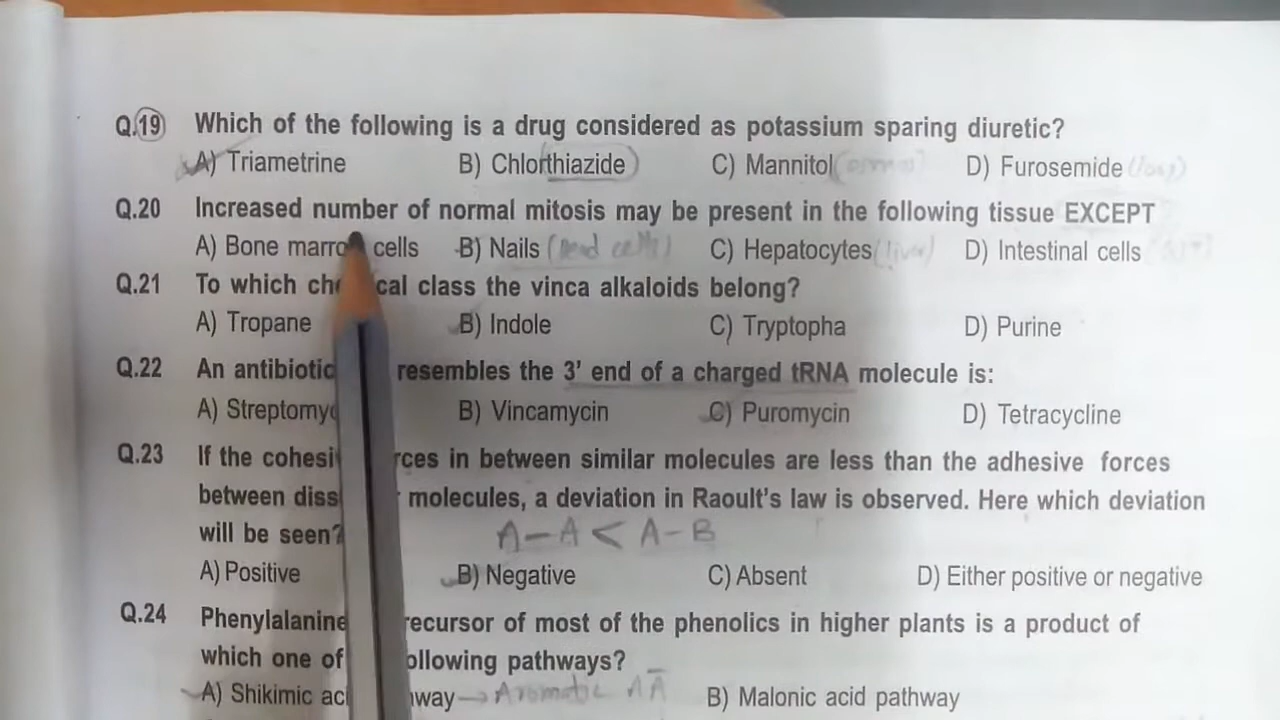 Q.19 Which of the following is a drug considered as potassium sparing diuretic?
A) Triametrine B) Chlorthiazide C) Mannitol D) Furosemide
Q.20 Increased number of normal mitosis may be present in the following tissue EXCEPT
A) Bone marro cells B) Nails (Dead cells) C) Hepatocytes (liver) D) Intestinal cells
Q.21 To which ch cal class the vinca alkaloids belong?
A) Tropane B) Indole C) Tryptopha D) Purine
Q.22 An antibiotic resembles the 3' end of a charged tRNA molecule is:
A) Streptomy B) Vincamycin C) Puromycin D) Tetracycline
Q.23 If the cohesi rces in between similar molecules are less than the adhesive forces
between diss molecules, a deviation in Raoult's law is observed. Here which deviation
will be seen? A-A < A-B
A) Positive B) Negative C) Absent D) Either positive or negative
Q.24 Phenylalanine recursor of most of the phenolics in higher plants is a product of
which one of ollowing pathways?
A) Shikimic aci way → Aromatic AA B) Malonic acid pathway